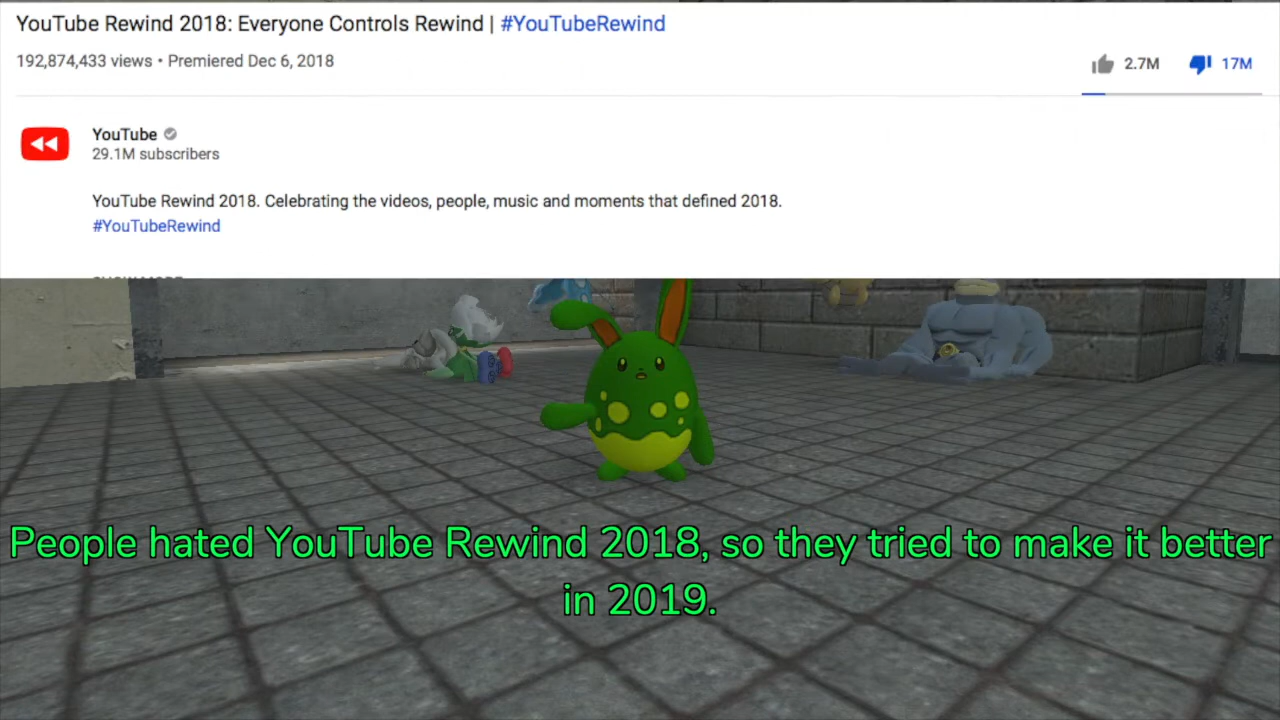 YouTube Rewind 2018: Everyone Controls Rewind | #YouTubeRewind
192,874,433 views • Premiered Dec 6, 2018
2.7M
17M
YouTube
29.1M subscribers
YouTube Rewind 2018. Celebrating the videos, people, music and moments that defined 2018.
#YouTubeRewind
People hated YouTube Rewind 2018, so they tried to make it better
in 2019.